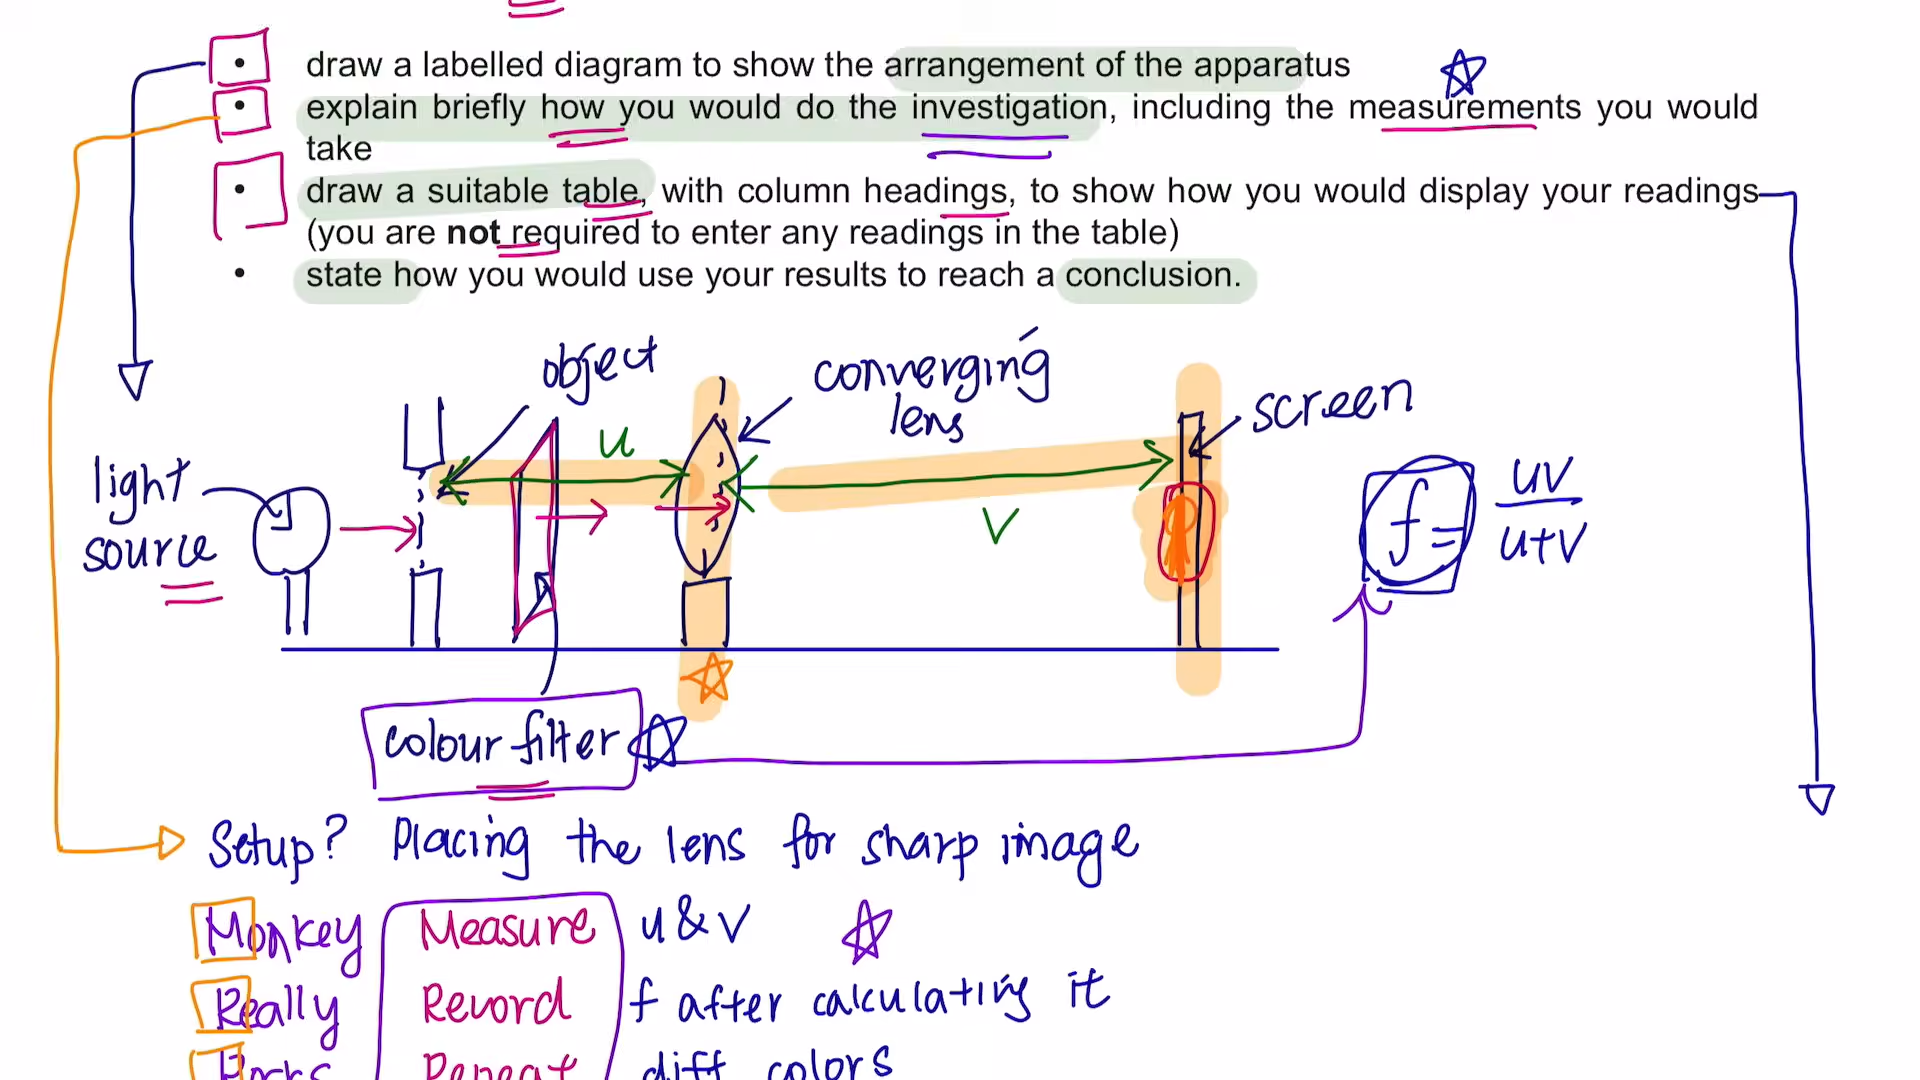 • draw a labelled diagram to show the arrangement of the apparatus
• explain briefly how you would do the investigation, including the measurements you would
take
• draw a suitable table, with column headings, to show how you would display your readings
(you are not required to enter any readings in the table)
• state how you would use your results to reach a conclusion.
object
converging
lens
screen
light
source
u
v
f = uv
u+v
colour filter
Setup? Placing the lens for sharp image
Monkey Measure u & v
Really Record f after calculating it
Repeat diff colors